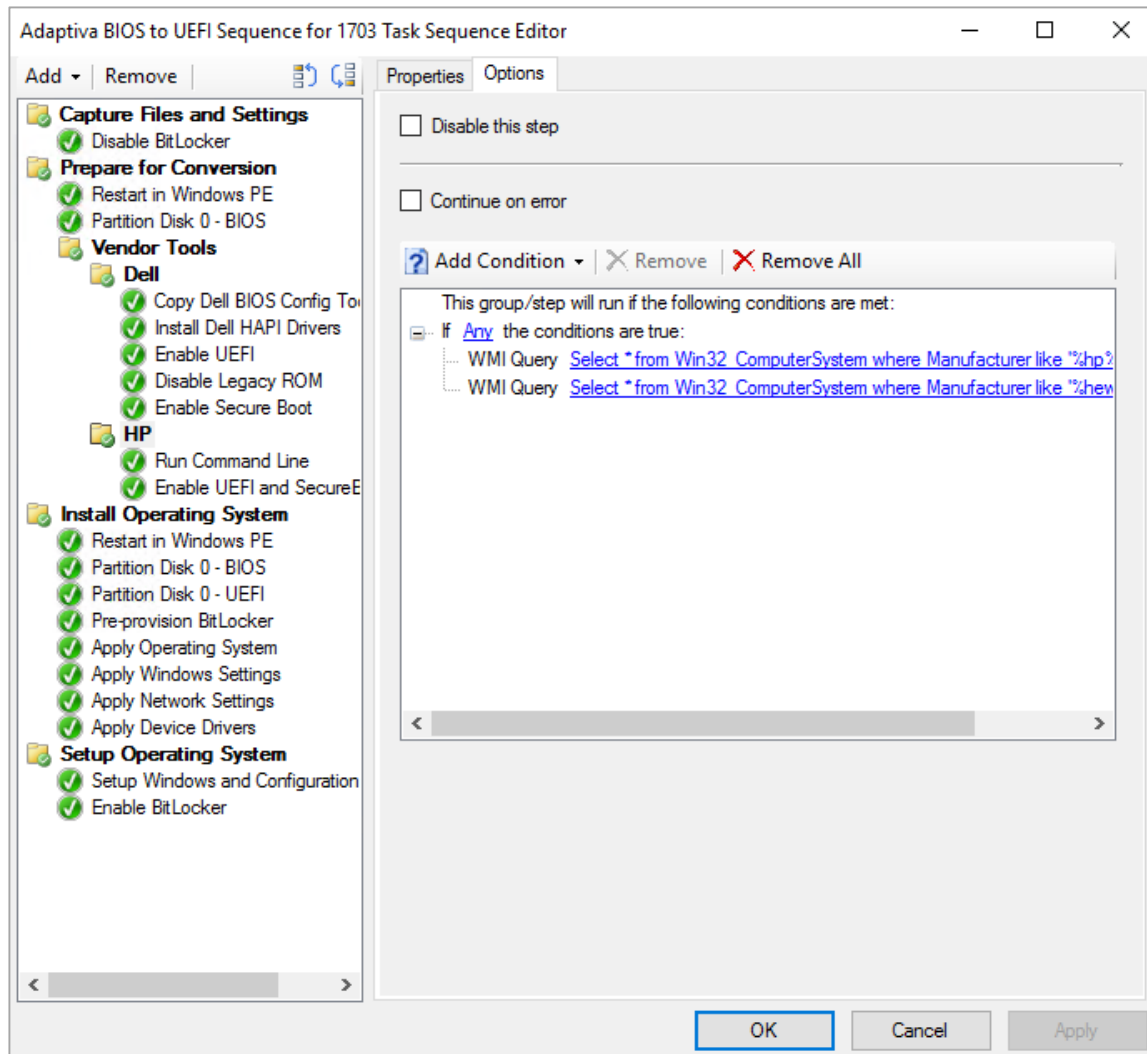 Adaptiva BIOS to UEFI Sequence for 1703 Task Sequence Editor
Add
Remove
Capture Files and Settings
Disable BitLocker
Prepare for Conversion
Restart in Windows PE
Partition Disk 0 - BIOS
Vendor Tools
Dell
Copy Dell BIOS Config To
Install Dell HAPI Drivers
Enable UEFI
Disable Legacy ROM
Enable Secure Boot
HP
Run Command Line
Enable UEFI and SecureB
Install Operating System
Restart in Windows PE
Partition Disk 0 - BIOS
Partition Disk 0 - UEFI
Pre-provision BitLocker
Apply Operating System
Apply Windows Settings
Apply Network Settings
Apply Device Drivers
Setup Operating System
Setup Windows and Configuration
Enable BitLocker
Properties
Options
Disable this step
Continue on error
Add Condition
Remove
Remove All
This group/step will run if the following conditions are met:
If Any the conditions are true:
WMI Query Select * from Win32_ComputerSystem where Manufacturer like "%hp%
WMI Query Select * from Win32_ComputerSystem where Manufacturer like "%hew
OK
Cancel
Apply